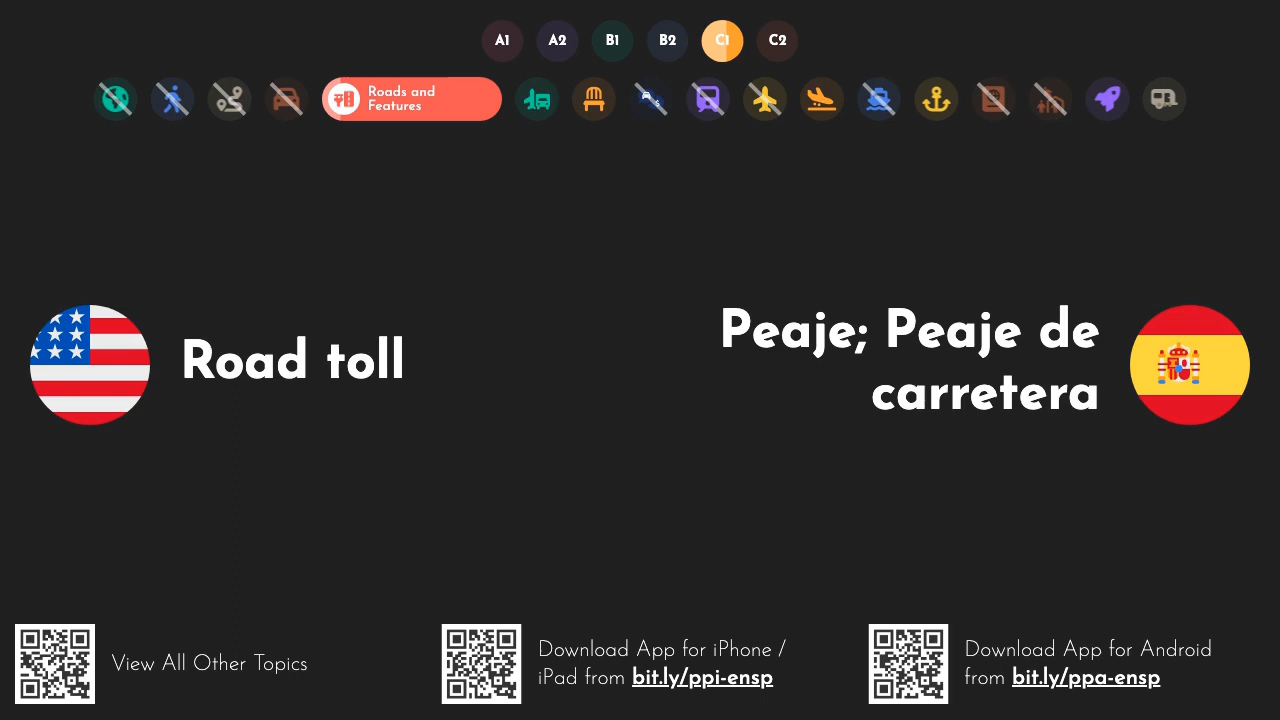 A1 A2 B1 B2 C1 C2
Roads and
Features
Road toll
Peaje; Peaje de
carretera
View All Other Topics
Download App for iPhone /
iPad from bit.ly/ppi-ensp
Download App for Android
from bit.ly/ppa-ensp